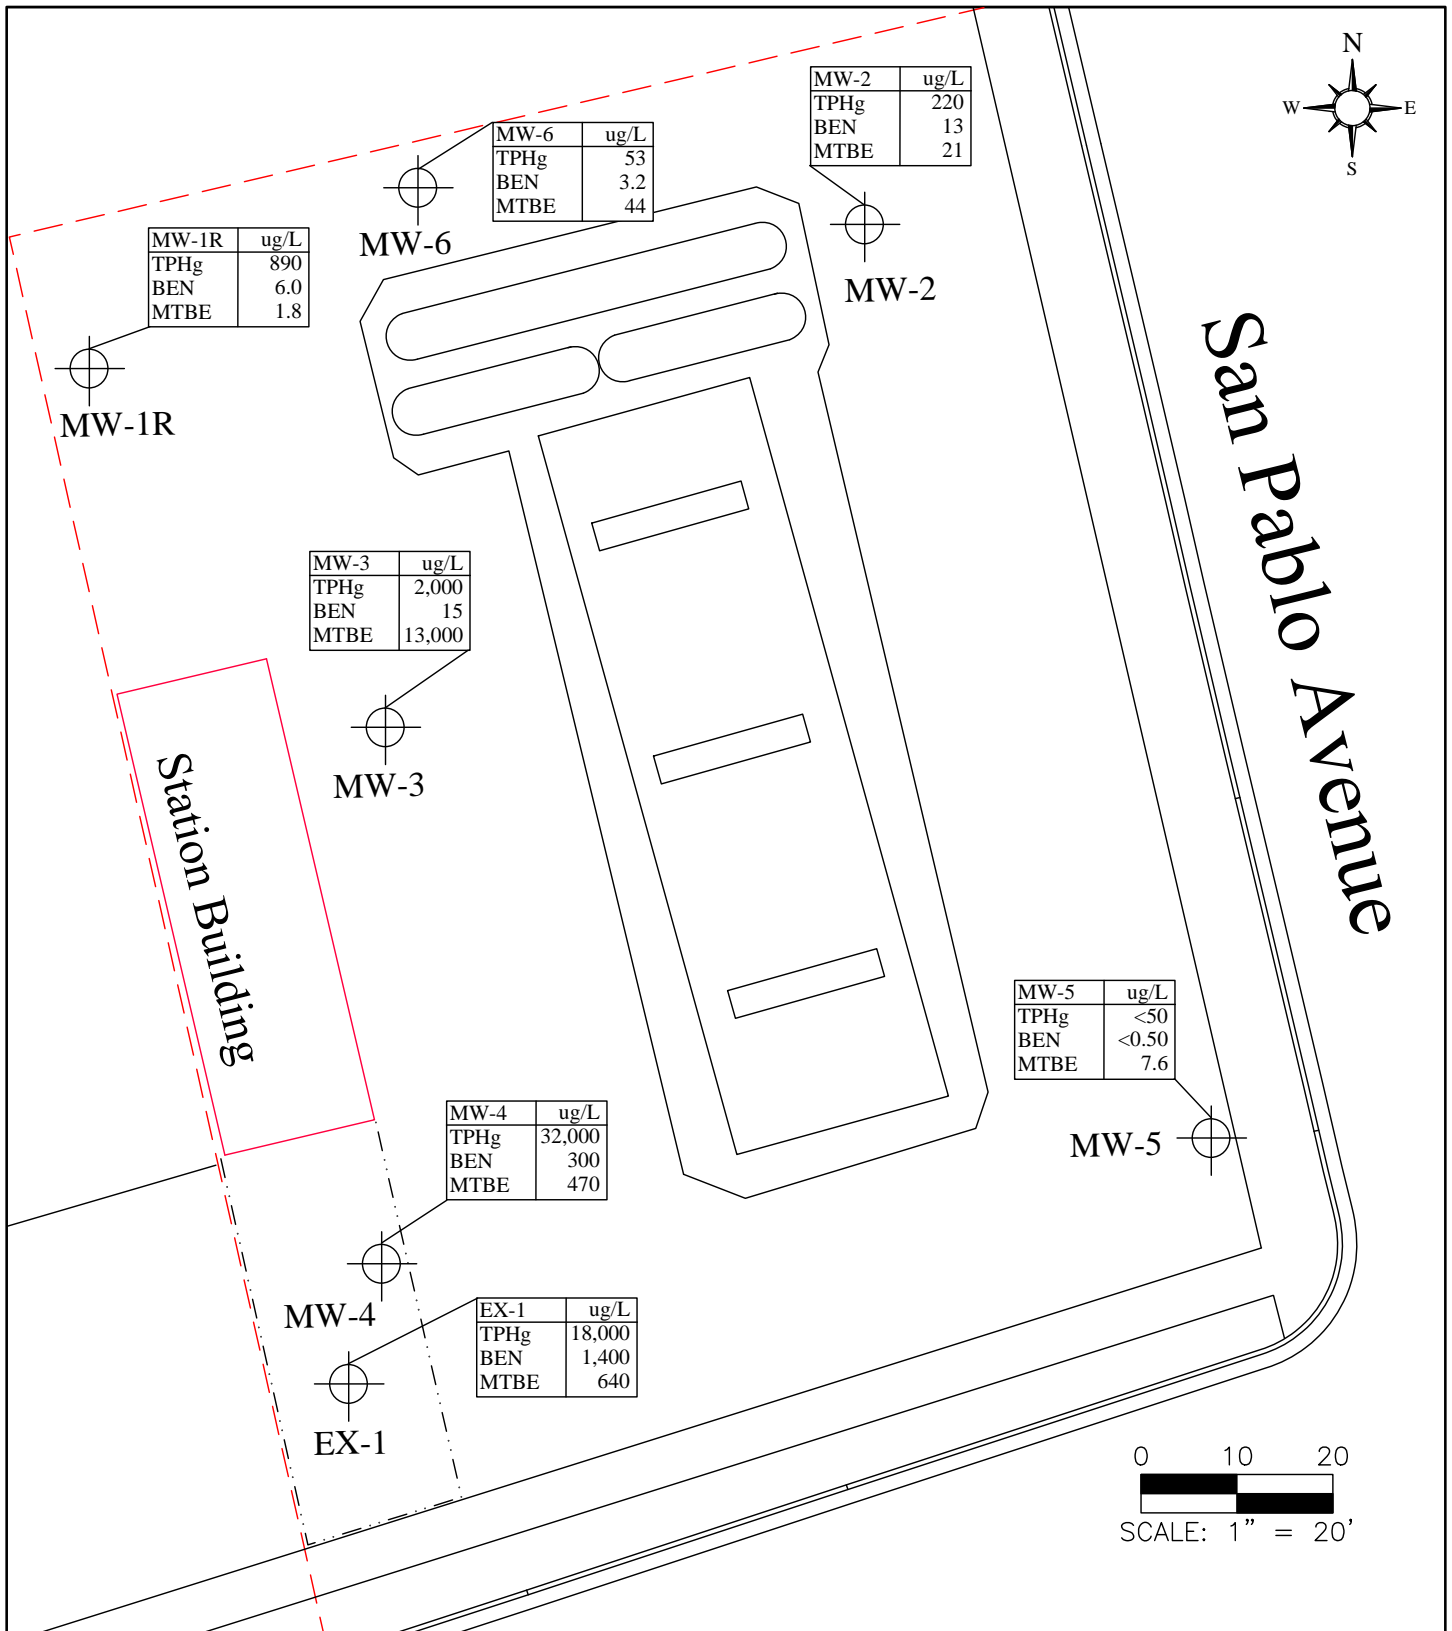 N
W E
S
MW-2 ug/L
TPHg 220
BEN 13
MTBE 21
MW-2
MW-6 ug/L
TPHg 53
BEN 3.2
MTBE 44
MW-6
MW-1R ug/L
TPHg 890
BEN 6.0
MTBE 1.8
MW-1R
San Pablo Avenue
MW-3 ug/L
TPHg 2,000
BEN 15
MTBE 13,000
MW-3
Station Building
MW-5 ug/L
TPHg <50
BEN <0.50
MTBE 7.6
MW-5
MW-4 ug/L
TPHg 32,000
BEN 300
MTBE 470
MW-4
EX-1 ug/L
TPHg 18,000
BEN 1,400
MTBE 640
EX-1
0 10 20
SCALE: 1" = 20'